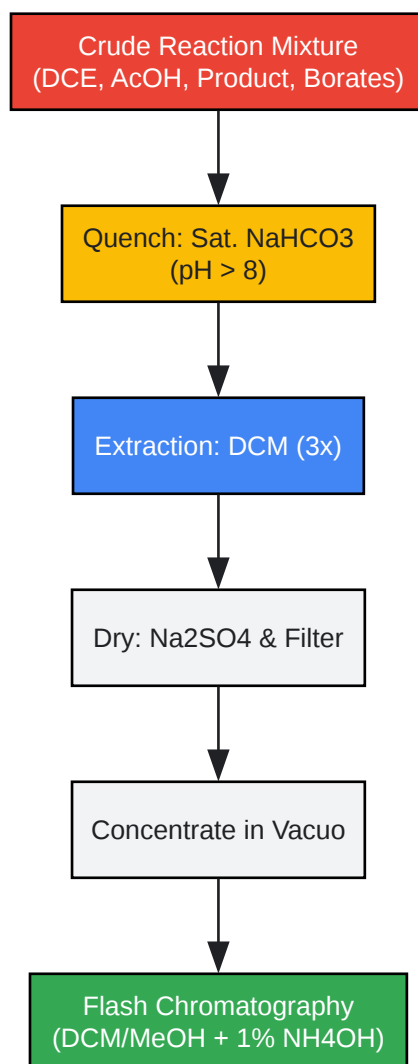 Crude Reaction Mixture
(DCE, AcOH, Product, Borates)
Quench: Sat. NaHCO3
(pH > 8)
Extraction: DCM (3x)
Dry: Na2SO4 & Filter
Concentrate in Vacuo
Flash Chromatography
(DCM/MeOH + 1% NH4OH)